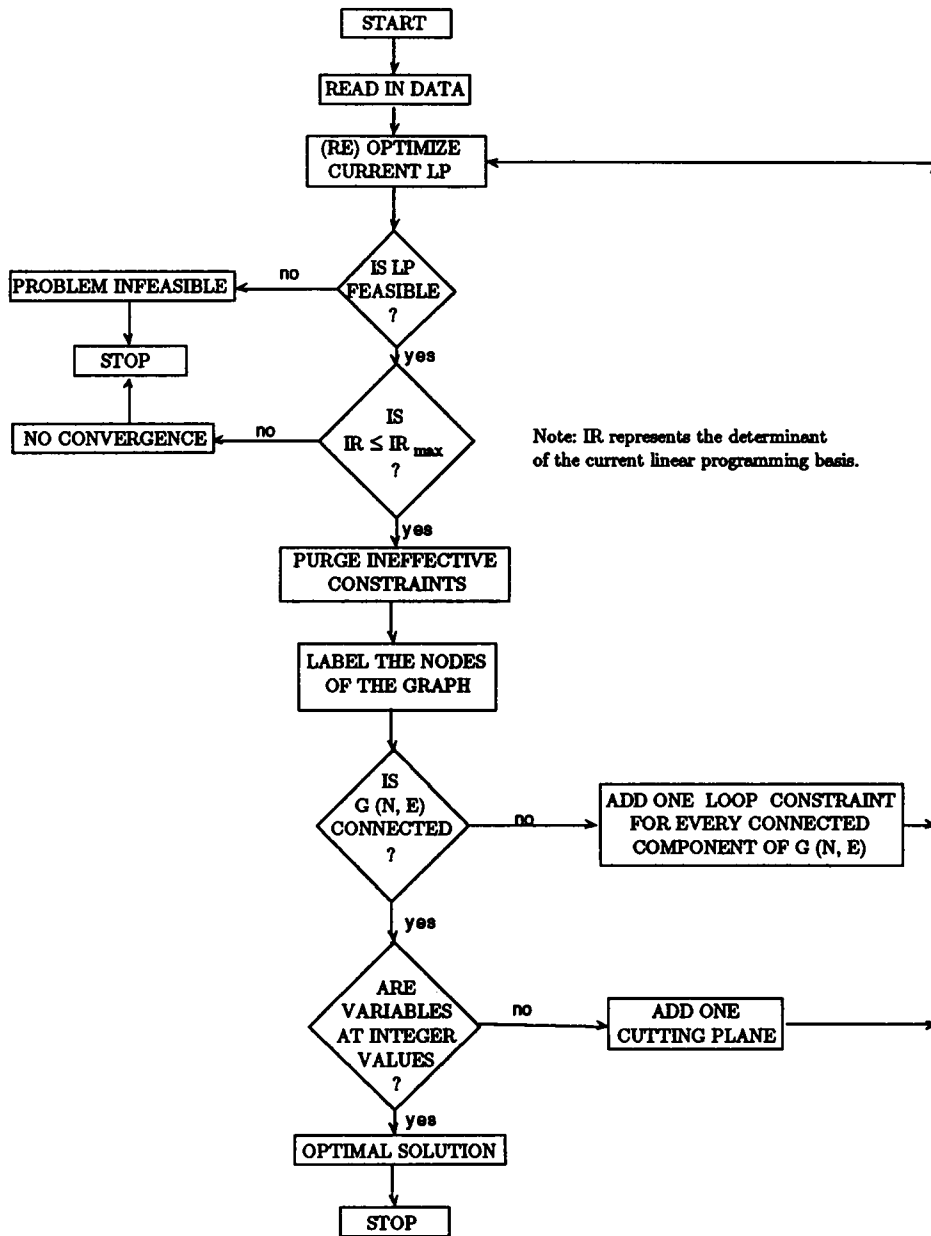 START
READ IN DATA
(RE) OPTIMIZE
CURRENT LP
IS LP
FEASIBLE
?
no
PROBLEM INFEASIBLE
STOP
yes
IS
IR ≤ IR max
?
no
NO CONVERGENCE
Note: IR represents the determinant
of the current linear programming basis.
yes
PURGE INEFFECTIVE
CONSTRAINTS
LABEL THE NODES
OF THE GRAPH
IS
G (N, E)
CONNECTED
?
no
ADD ONE LOOP CONSTRAINT
FOR EVERY CONNECTED
COMPONENT OF G (N, E)
yes
ARE
VARIABLES
AT INTEGER
VALUES
?
no
ADD ONE
CUTTING PLANE
yes
OPTIMAL SOLUTION
STOP